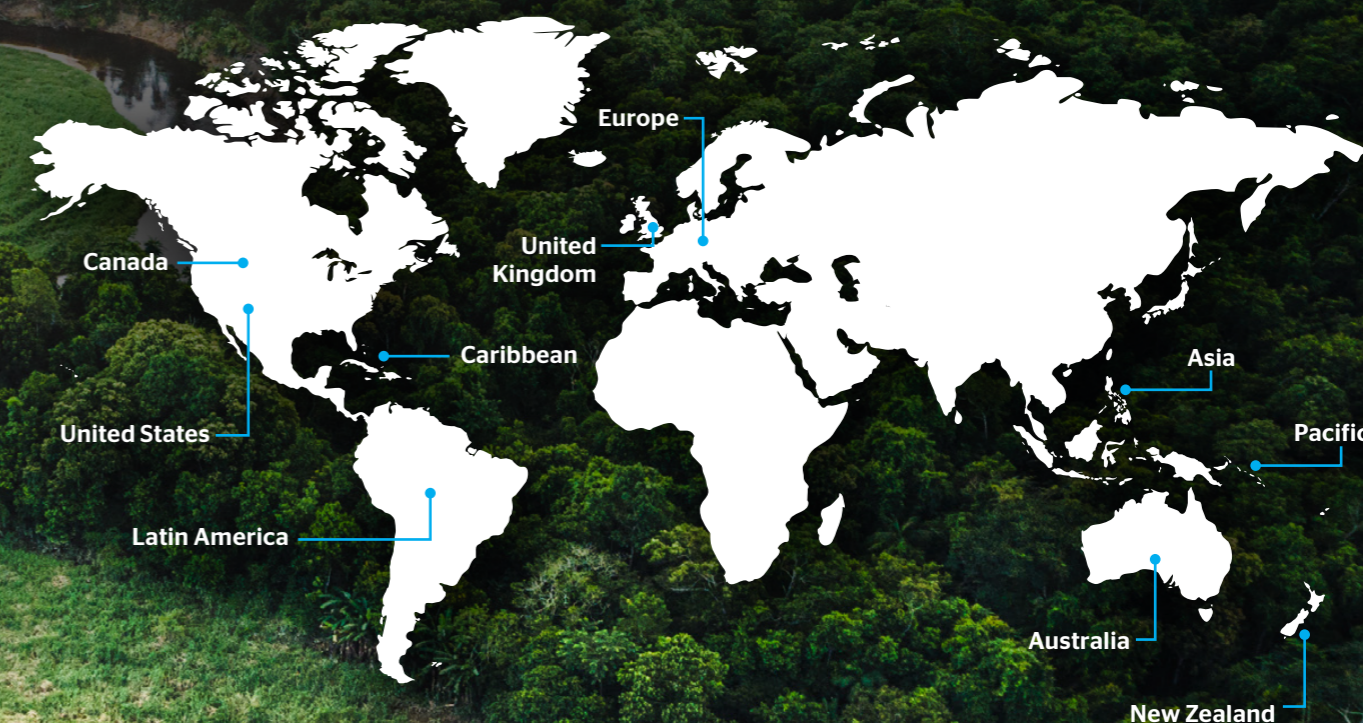 Europe
United
Kingdom
Canada
Caribbean
Asia
United States
Pacific
Latin America
Australia
New Zealand